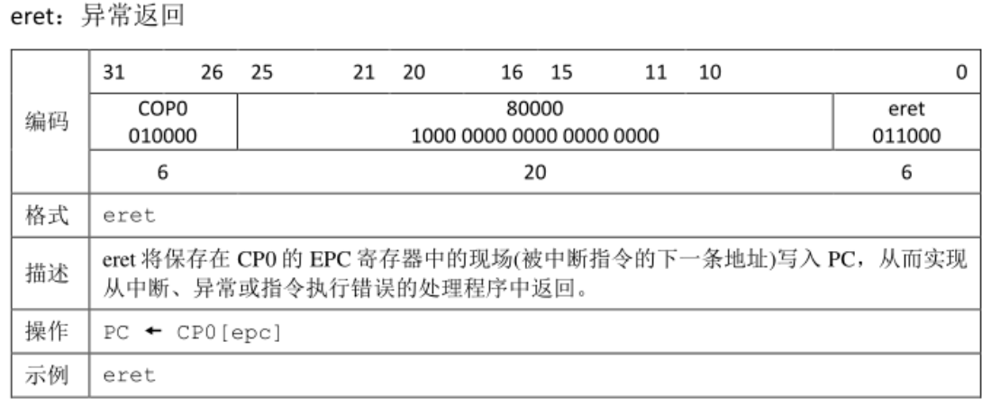 eret：异常返回
编码
31 26 25 21 20 16 15 11 10 0
COP0 80000 eret
010000 1000 0000 0000 0000 0000 011000
6 20 6
格式 eret
描述 eret 将保存在 CP0 的 EPC 寄存器中的现场(被中断指令的下一条地址)写入 PC，从而实现
从中断、异常或指令执行错误的处理程序中返回。
操作 PC ← CP0[epc]
示例 eret